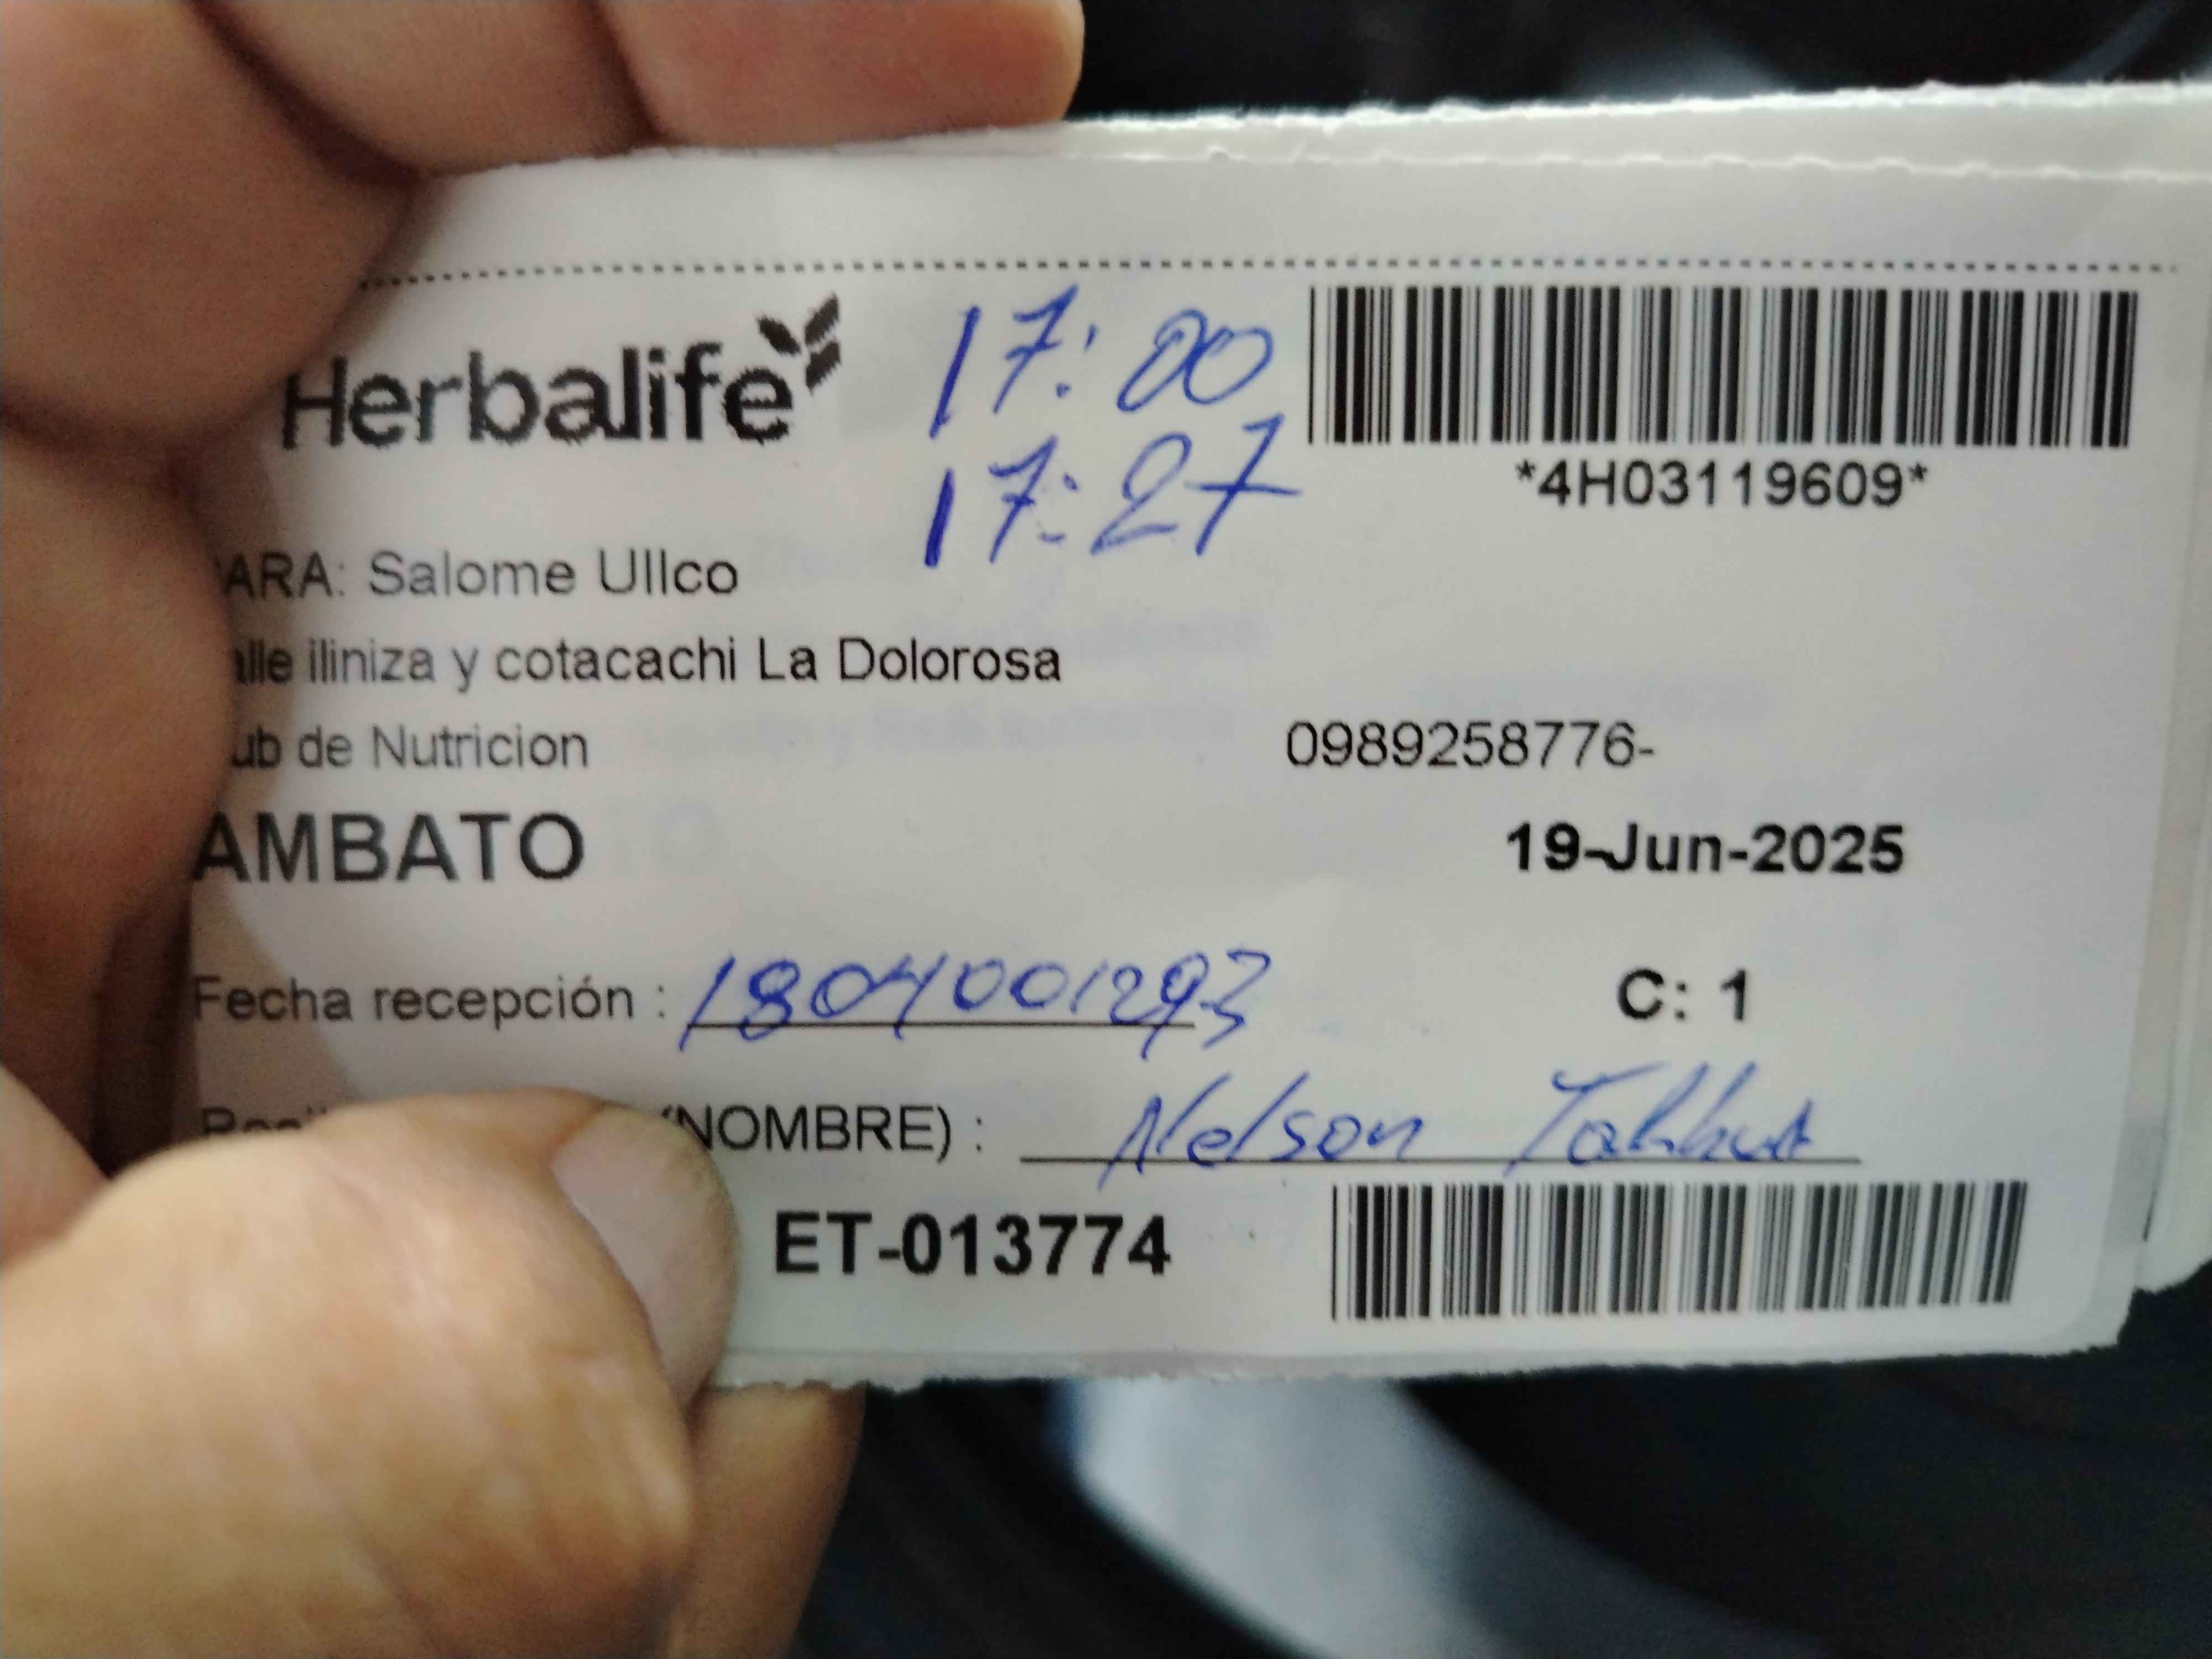 Herbalife
17:00
17:27
*4H03119609*
ARA: Salome Ullco
alle iliniza y cotacachi La Dolorosa
ub de Nutricion 0989258776-
AMBATO 19-Jun-2025
Fecha recepción : 1804001293 C: 1
(NOMBRE) : Nelson
ET-013774